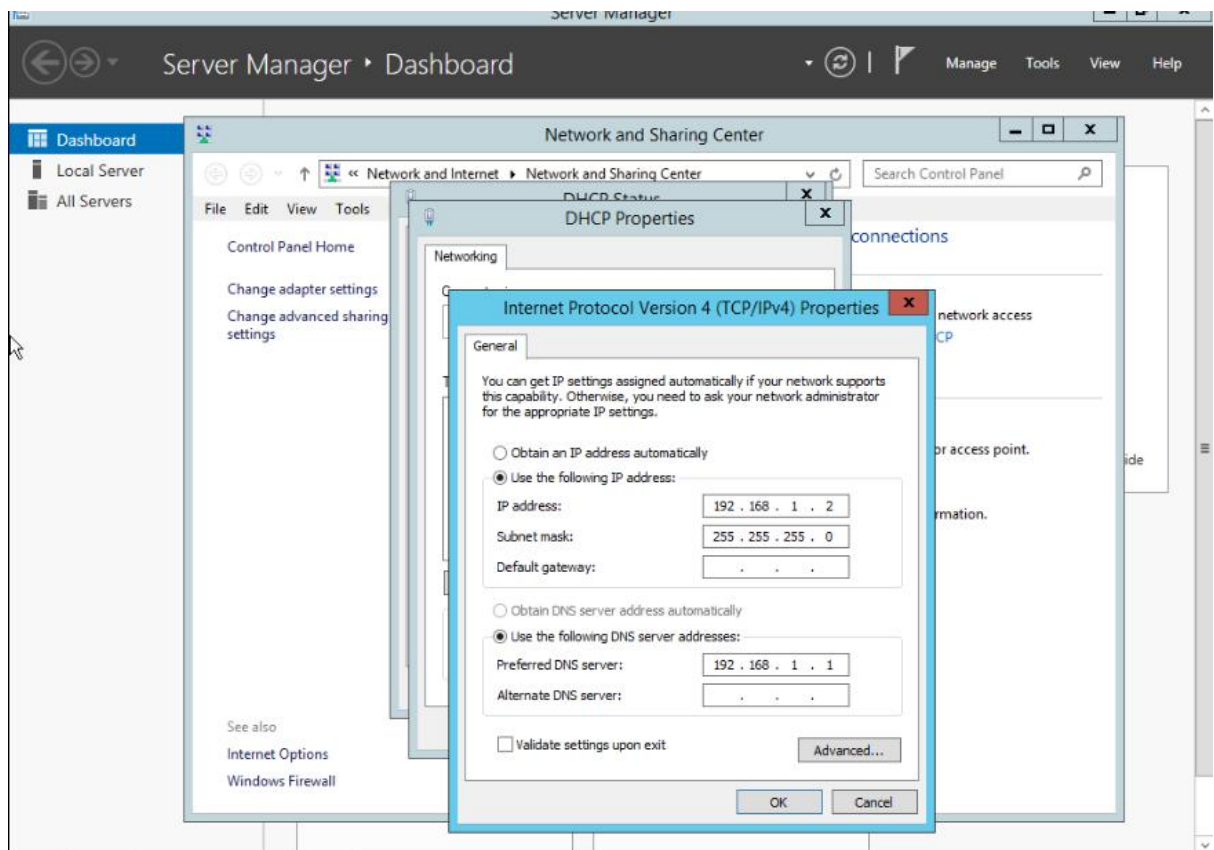 Server Manager
Server Manager • Dashboard
Manage Tools View Help
Dashboard
Local Server
All Servers
Network and Sharing Center
« Network and Internet ▸ Network and Sharing Center
Search Control Panel
File Edit View Tools
Control Panel Home
Change adapter settings
Change advanced sharing
settings
See also
Internet Options
Windows Firewall
DHCP Status
DHCP Properties
Networking
connections
network access
CP
or access point.
ide
rmation.
Internet Protocol Version 4 (TCP/IPv4) Properties
General
You can get IP settings assigned automatically if your network supports
this capability. Otherwise, you need to ask your network administrator
for the appropriate IP settings.
Obtain an IP address automatically
Use the following IP address:
IP address: 192 . 168 . 1 . 2
Subnet mask: 255 . 255 . 255 . 0
Default gateway: . . .
Obtain DNS server address automatically
Use the following DNS server addresses:
Preferred DNS server: 192 . 168 . 1 . 1
Alternate DNS server: . . .
Validate settings upon exit
Advanced...
OK Cancel